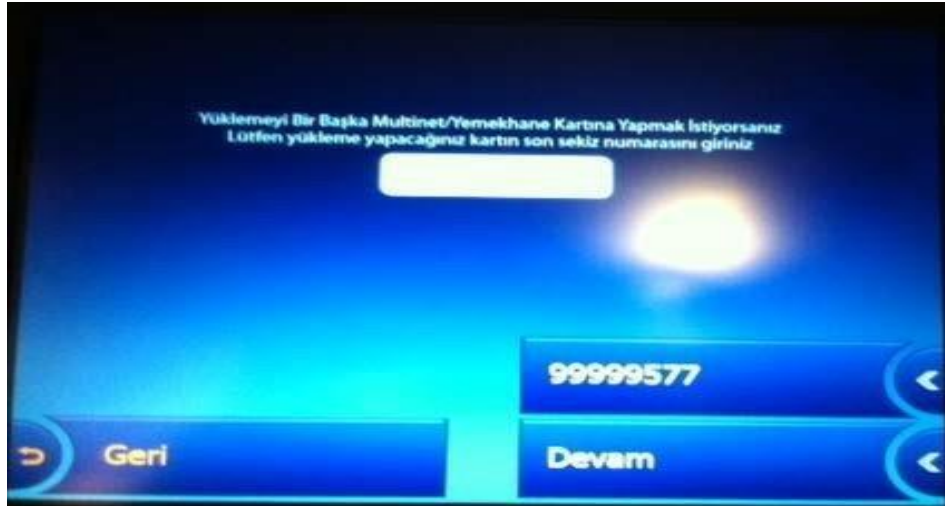 Yüklemeyi Bir Başka Multinet/Yemekhane Kartına Yapmak İstiyorsanız
Lütfen yükleme yapacağınız kartın son sekiz numarasını giriniz
99999577
Geri
Devam